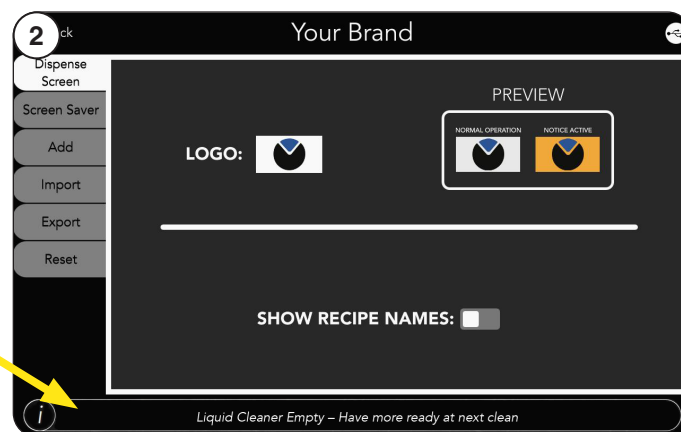 2
ck
Your Brand
Dispense
Screen
Screen Saver
Add
Import
Export
Reset
PREVIEW
NORMAL OPERATION
NOTICE ACTIVE
LOGO:
SHOW RECIPE NAMES:
i
Liquid Cleaner Empty – Have more ready at next clean